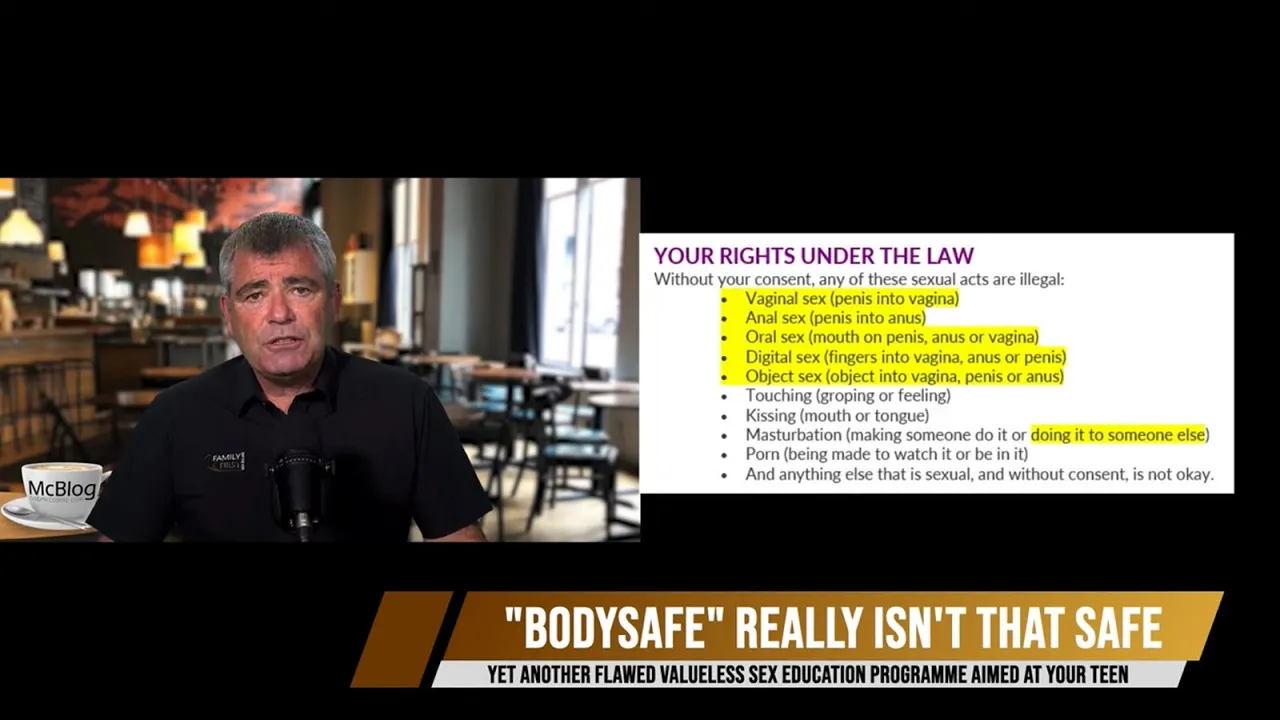 FAMILY
FIRST
McBlog
YOUR RIGHTS UNDER THE LAW
Without your consent, any of these sexual acts are illegal:
• Vaginal sex (penis into vagina)
• Anal sex (penis into anus)
• Oral sex (mouth on penis, anus or vagina)
• Digital sex (fingers into vagina, anus or penis)
• Object sex (object into vagina, penis or anus)
• Touching (groping or feeling)
• Kissing (mouth or tongue)
• Masturbation (making someone do it or doing it to someone else)
• Porn (being made to watch it or be in it)
• And anything else that is sexual, and without consent, is not okay.
"BODYSAFE" REALLY ISN'T THAT SAFE
YET ANOTHER FLAWED VALUELESS SEX EDUCATION PROGRAMME AIMED AT YOUR TEEN